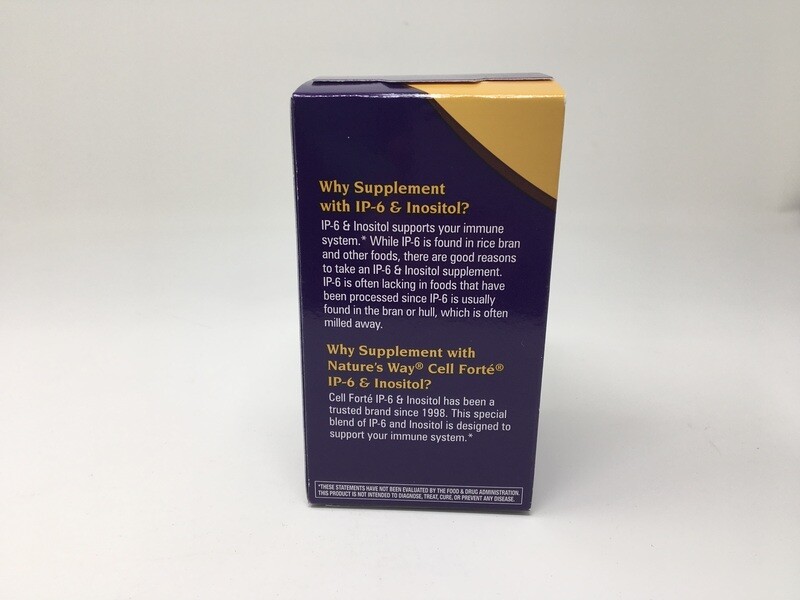 Why Supplement
with IP-6 & Inositol?
IP-6 & Inositol supports your immune
system.* While IP-6 is found in rice bran
and other foods, there are good reasons
to take an IP-6 & Inositol supplement.
IP-6 is often lacking in foods that have
been processed since IP-6 is usually
found in the bran or hull, which is often
milled away.
Why Supplement with
Nature's Way® Cell Forté®
IP-6 & Inositol?
Cell Forté IP-6 & Inositol has been a
trusted brand since 1998. This special
blend of IP-6 and Inositol is designed to
support your immune system.*
*THESE STATEMENTS HAVE NOT BEEN EVALUATED BY THE FOOD & DRUG ADMINISTRATION.
THIS PRODUCT IS NOT INTENDED TO DIAGNOSE, TREAT, CURE, OR PREVENT ANY DISEASE.